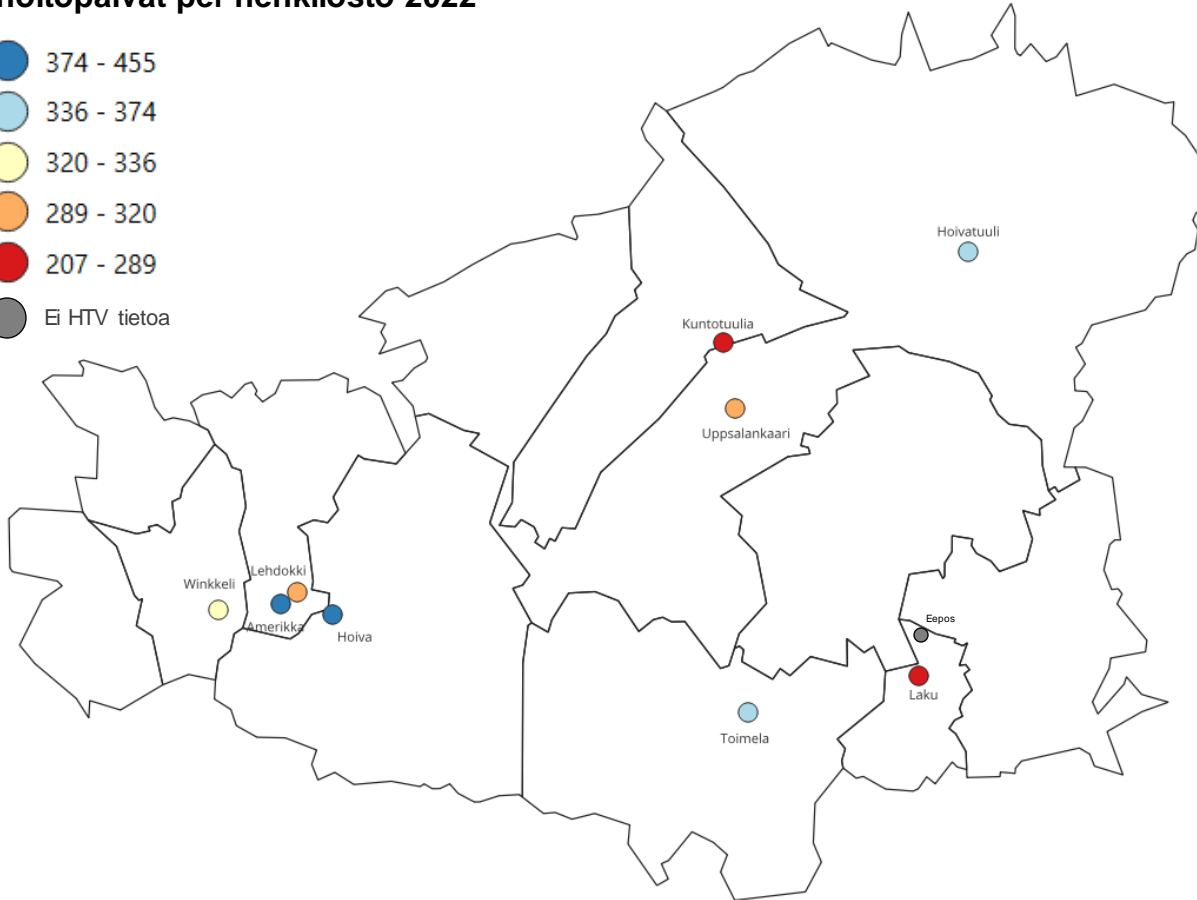 hoitopäivät per henkilöstö 2022
374 - 455
336 - 374
320 - 336
289 - 320
207 - 289
Ei HTV tietoa
Hoivatuuli
Kuntotuulia
Uppsalankaari
Lehdokki
Winkkeli
Amerikka
Hoiva
Eepos
Laku
Toimela